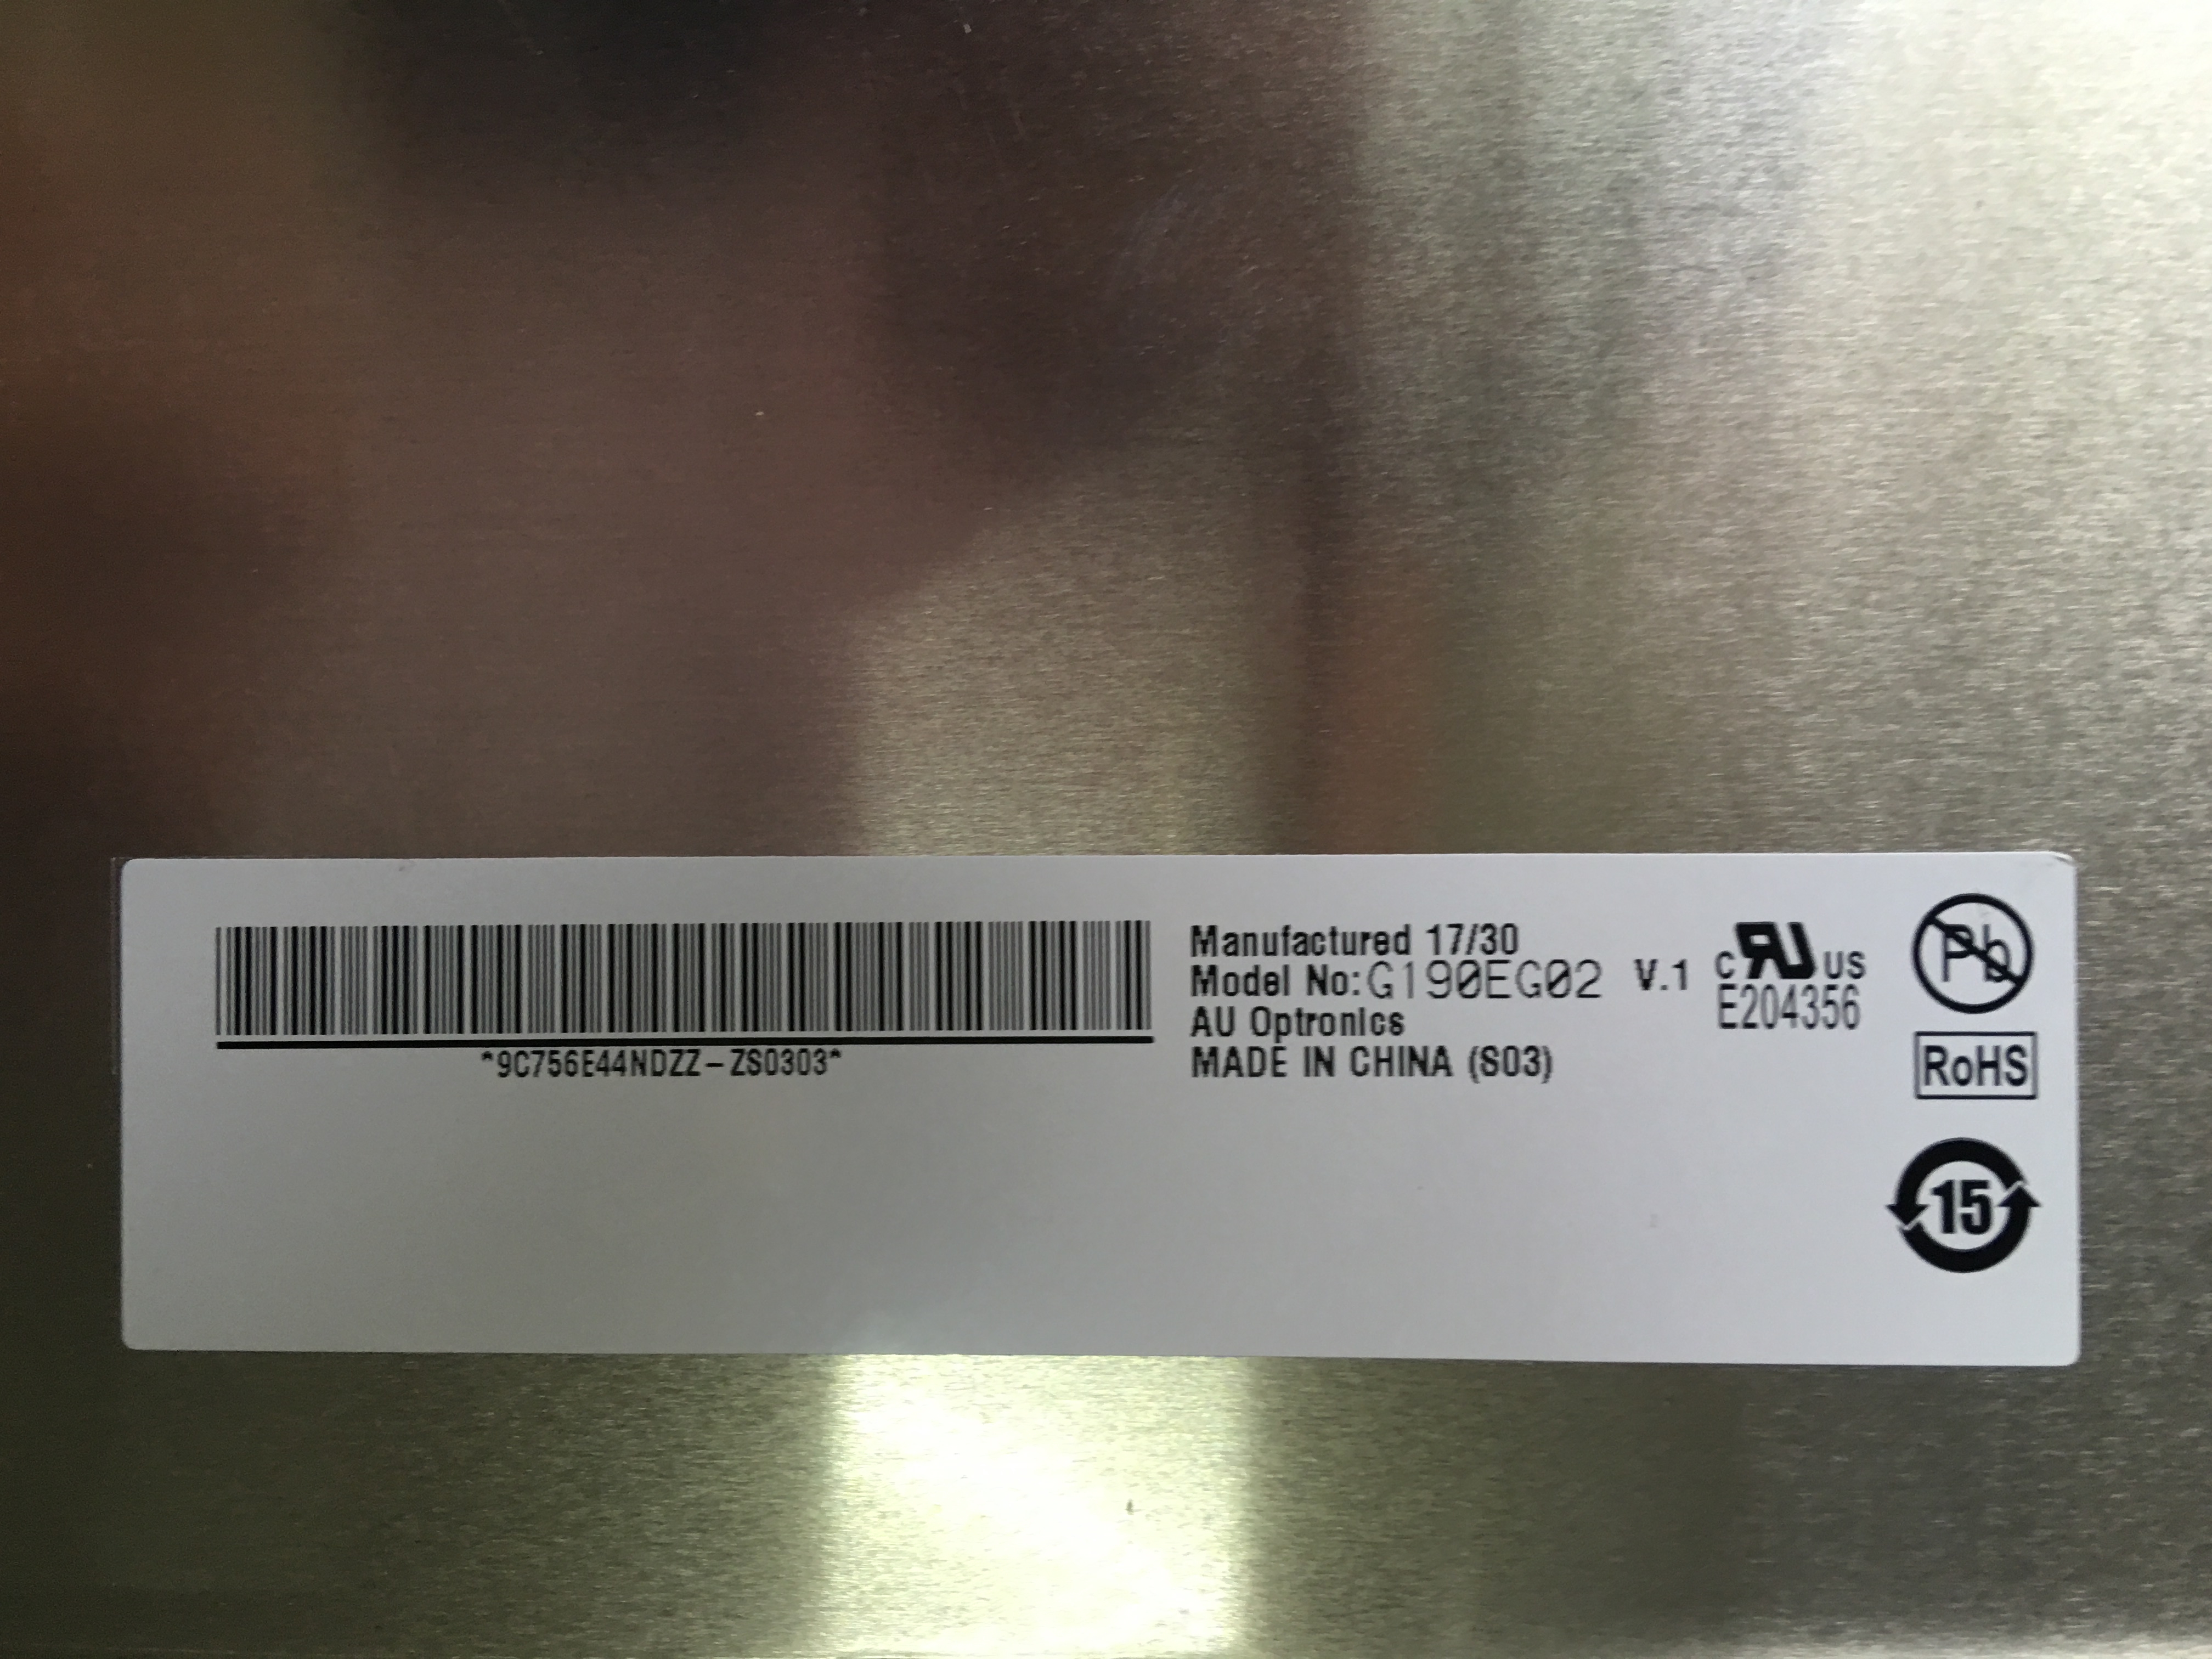 *9C756E44NDZZ-ZS0303*
Manufactured 17/30
Model No:G190EG02 V.1
AU Optronics
MADE IN CHINA (S03)
c RU US
E204356
Pb
RoHS
15